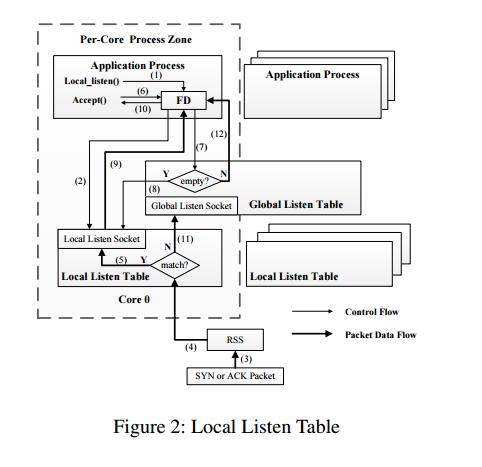 Per-Core Process Zone
Application Process
Local_listen()
(1)
Accept()
(6)
(10)
FD
Application Process
(2)
(9)
(7)
(12)
Y
empty?
N
(8)
Global Listen Table
Global Listen Socket
Local Listen Socket
N
(11)
(5)
Y
match?
Local Listen Table
Local Listen Table
Core 0
Control Flow
(4)
RSS
Packet Data Flow
(3)
SYN or ACK Packet
Figure 2: Local Listen Table